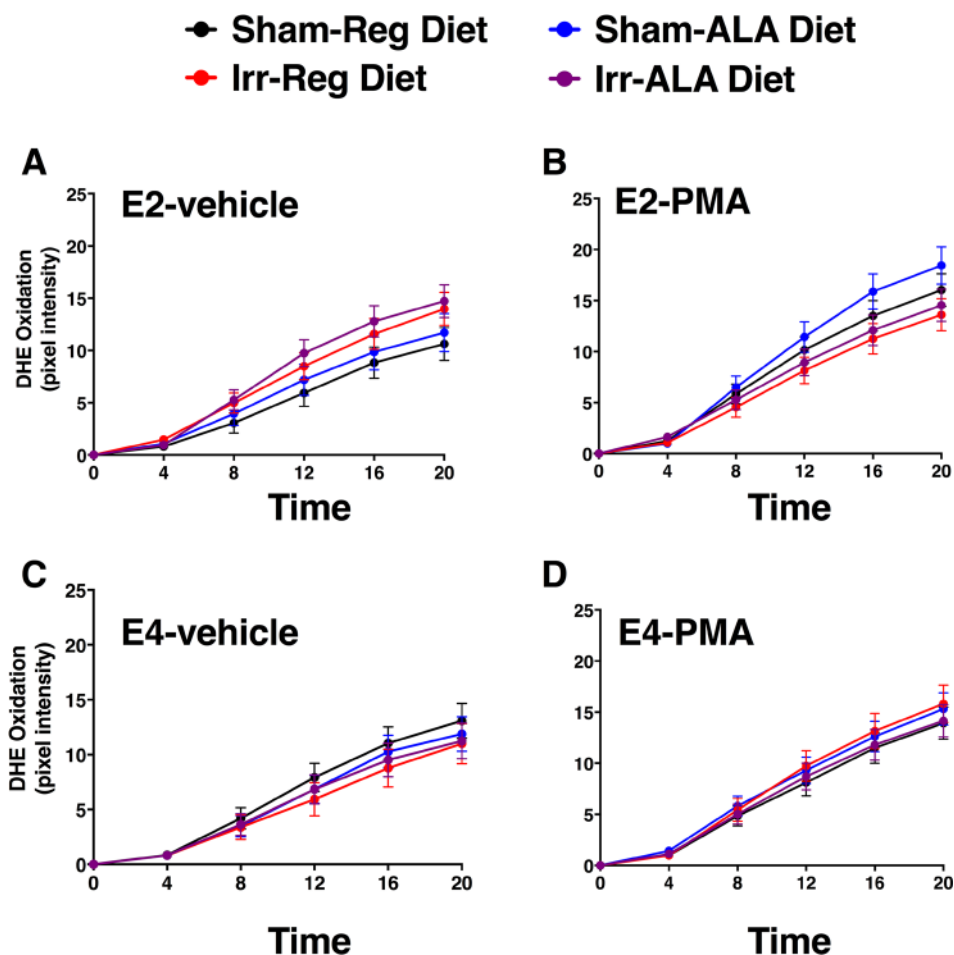 Sham-Reg Diet
Sham-ALA Diet
Irr-Reg Diet
Irr-ALA Diet
A
E2-vehicle
DHE Oxidation
(pixel intensity)
25
20
15
10
5
0
0 4 8 12 16 20
Time
B
E2-PMA
25
20
15
10
5
0
0 4 8 12 16 20
Time
C
E4-vehicle
DHE Oxidation
(pixel intensity)
25
20
15
10
5
0
0 4 8 12 16 20
Time
D
E4-PMA
25
20
15
10
5
0
0 4 8 12 16 20
Time